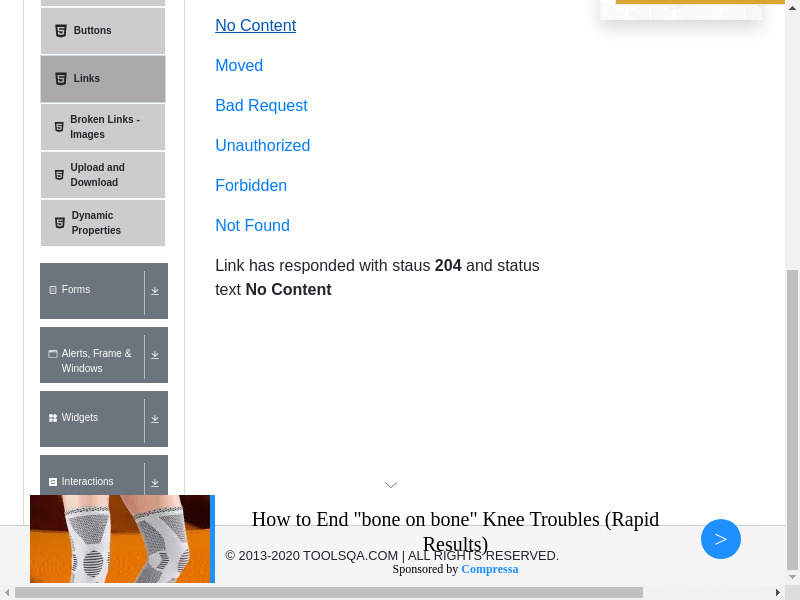 Buttons
Links
Broken Links -
Images
Upload and
Download
Dynamic
Properties
Forms
Alerts, Frame &
Windows
Widgets
Interactions
No Content
Moved
Bad Request
Unauthorized
Forbidden
Not Found
Link has responded with staus 204 and status
text No Content
How to End "bone on bone" Knee Troubles (Rapid
Results)
© 2013-2020 TOOLSQA.COM | ALL RIGHTS RESERVED.
Sponsored by Compressa
>